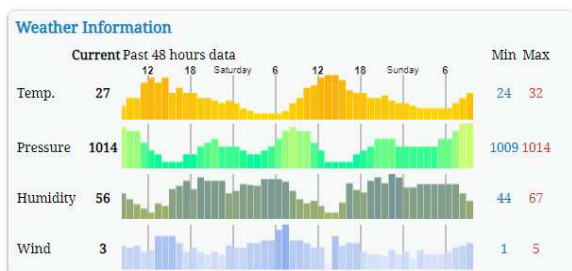 Weather Information
Current Past 48 hours data Min Max
12 18 Saturday 6 12 18 Sunday 6
Temp. 27 24 32
Pressure 1014 1009 1014
Humidity 56 44 67
Wind 3 1 5